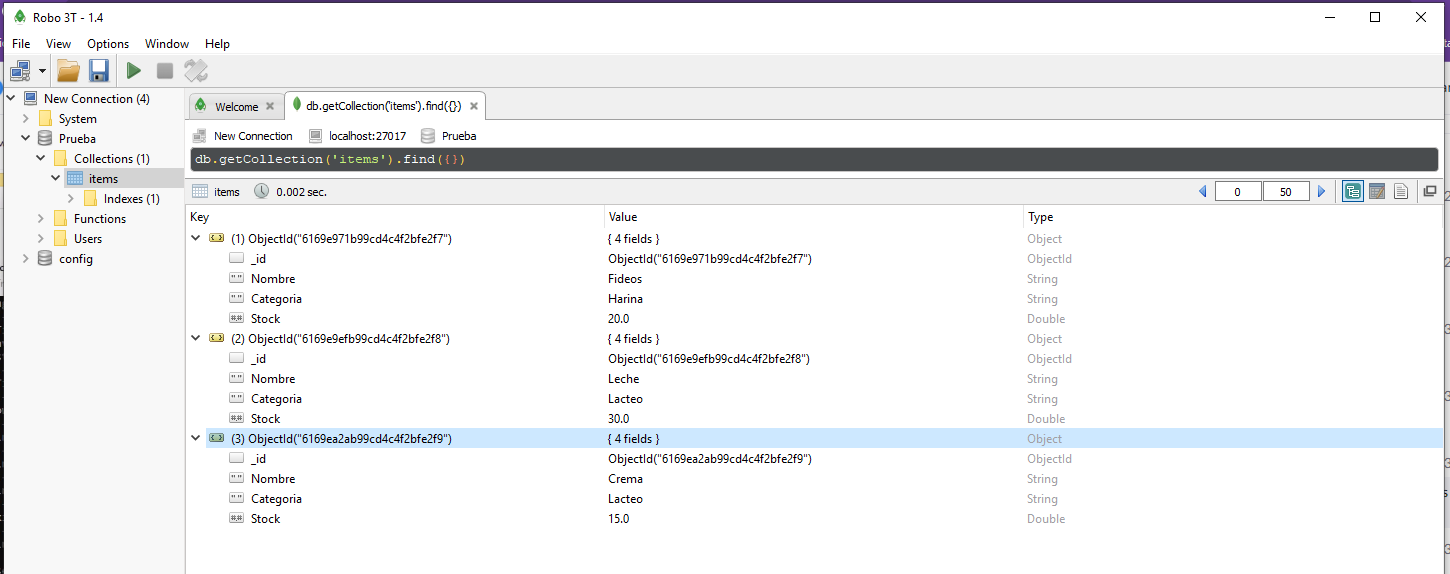 Robo 3T - 1.4
File View Options Window Help
New Connection (4)
System
Prueba
Collections (1)
items
Indexes (1)
Functions
Users
config
Welcome
db.getCollection('items').find({})
New Connection localhost:27017 Prueba
db.getCollection('items').find({})
items 0.002 sec. 0 50
Key Value Type
(1) ObjectId("6169e971b99cd4c4f2bfe2f7") { 4 fields } Object
_id ObjectId("6169e971b99cd4c4f2bfe2f7") ObjectId
Nombre Fideos String
Categoria Harina String
Stock 20.0 Double
(2) ObjectId("6169e9efb99cd4c4f2bfe2f8") { 4 fields } Object
_id ObjectId("6169e9efb99cd4c4f2bfe2f8") ObjectId
Nombre Leche String
Categoria Lacteo String
Stock 30.0 Double
(3) ObjectId("6169ea2ab99cd4c4f2bfe2f9") { 4 fields } Object
_id ObjectId("6169ea2ab99cd4c4f2bfe2f9") ObjectId
Nombre Crema String
Categoria Lacteo String
Stock 15.0 Double